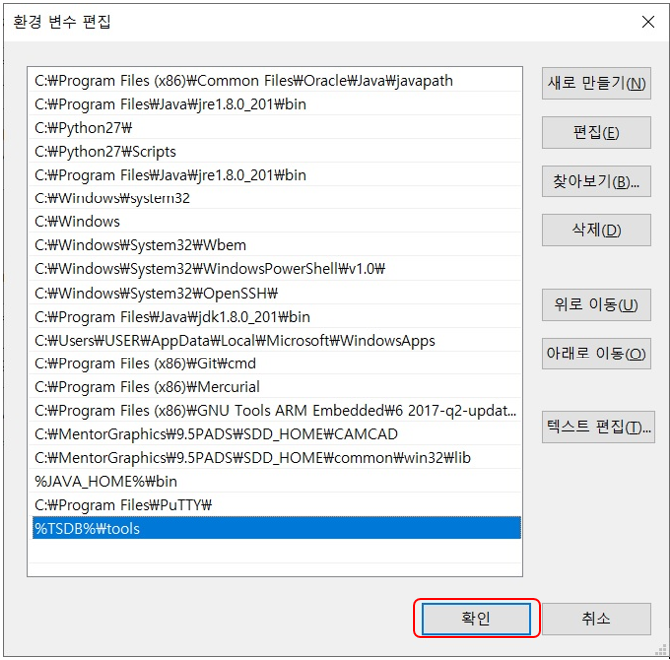 환경 변수 편집
C:₩Program Files (x86)₩Common Files₩Oracle₩Java₩javapath
C:₩Program Files₩Java₩jre1.8.0_201₩bin
C:₩Python27₩
C:₩Python27₩Scripts
C:₩Program Files₩Java₩jre1.8.0_201₩bin
C:₩Windows₩system32
C:₩Windows
C:₩Windows₩System32₩Wbem
C:₩Windows₩System32₩WindowsPowerShell₩v1.0₩
C:₩Windows₩System32₩OpenSSH₩
C:₩Program Files₩Java₩jdk1.8.0_201₩bin
C:₩Users₩USER₩AppData₩Local₩Microsoft₩WindowsApps
C:₩Program Files (x86)₩Git₩cmd
C:₩Program Files (x86)₩Mercurial
C:₩Program Files (x86)₩GNU Tools ARM Embedded₩6 2017-q2-updat...
C:₩MentorGraphics₩9.5PADS₩SDD_HOME₩CAMCAD
C:₩MentorGraphics₩9.5PADS₩SDD_HOME₩common₩win32₩lib
%JAVA_HOME%₩bin
C:₩Program Files₩PuTTY₩
%TSDB%₩tools
새로 만들기(N)
편집(E)
찾아보기(B)...
삭제(D)
위로 이동(U)
아래로 이동(O)
텍스트 편집(T)...
확인
취소